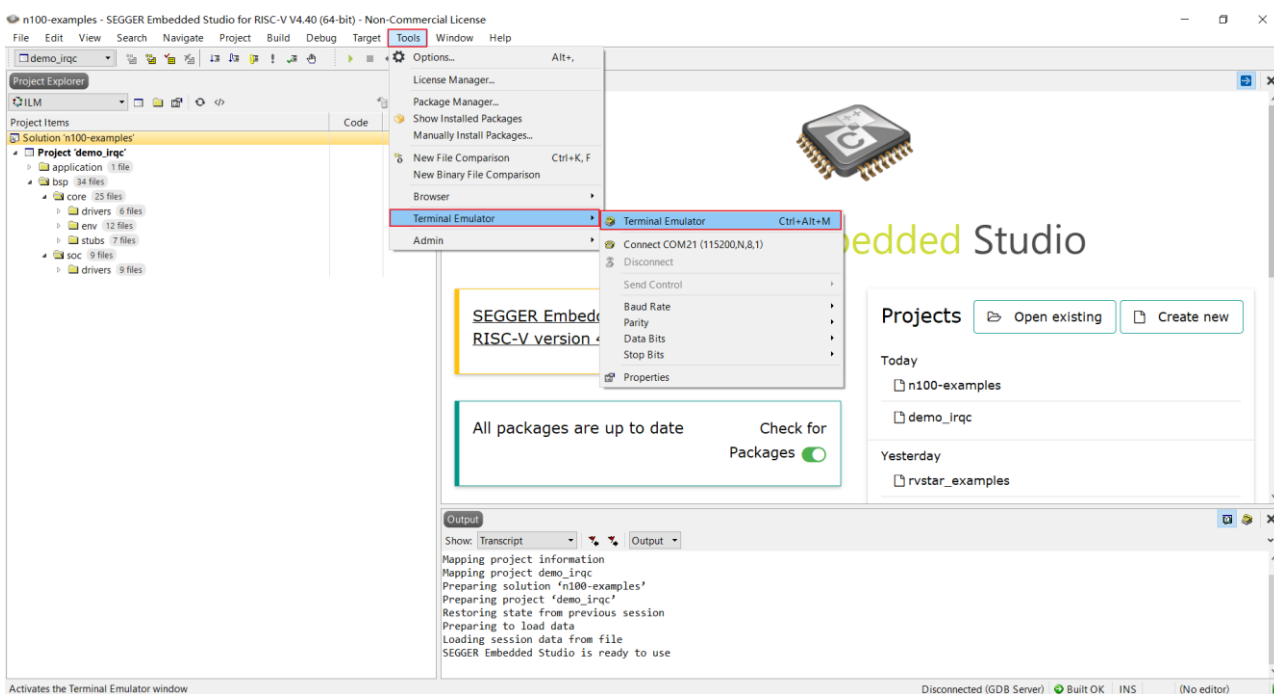 n100-examples - SEGGER Embedded Studio for RISC-V V4.40 (64-bit) - Non-Commercial License
File Edit View Search Navigate Project Build Debug Target Tools Window Help
demo_irqc
Project Explorer
ILM
Project Items Code
Solution 'n100-examples'
Project 'demo_irqc'
application 1 file
bsp 34 files
core 25 files
drivers 6 files
env 12 files
stubs 7 files
soc 9 files
drivers 9 files
Options... Alt+,
License Manager...
Package Manager...
Show Installed Packages
Manually Install Packages...
New File Comparison Ctrl+K, F
New Binary File Comparison
Browser
Terminal Emulator
Admin
Terminal Emulator Ctrl+Alt+M
Connect COM21 (115200,N,8,1)
Disconnect
Send Control
Baud Rate
Parity
Data Bits
Stop Bits
Properties
edded Studio
SEGGER Embed
RISC-V version
All packages are up to date
Check for
Packages
Projects Open existing Create new
Today
n100-examples
demo_irqc
Yesterday
rvstar_examples
Output
Show: Transcript Output
Mapping project information
Mapping project demo_irqc
Preparing solution ‘n100-examples’
Preparing project ‘demo_irqc’
Restoring state from previous session
Preparing to load data
Loading session data from file
SEGGER Embedded Studio is ready to use
Activates the Terminal Emulator window
Disconnected (GDB Server) Built OK INS (No editor)